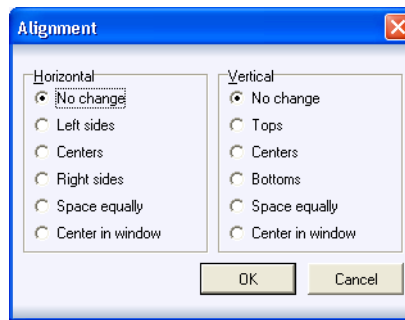 Alignment
Horizontal
No change
Left sides
Centers
Right sides
Space equally
Center in window
Vertical
No change
Tops
Centers
Bottoms
Space equally
Center in window
OK
Cancel